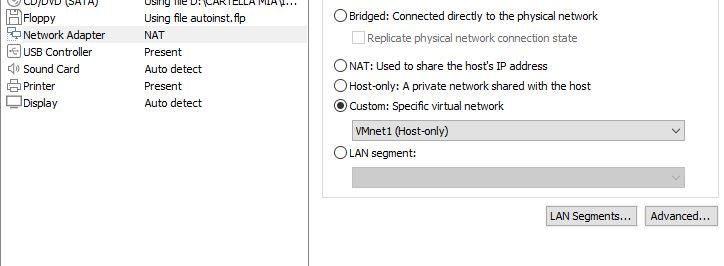 CD/DVD (SATA) Using file D:\CARTELLA MIA\I...
Floppy Using file autoinst.flp
Network Adapter NAT
USB Controller Present
Sound Card Auto detect
Printer Present
Display Auto detect
Bridged: Connected directly to the physical network
Replicate physical network connection state
NAT: Used to share the host's IP address
Host-only: A private network shared with the host
Custom: Specific virtual network
VMnet1 (Host-only)
LAN segment:
LAN Segments... Advanced...